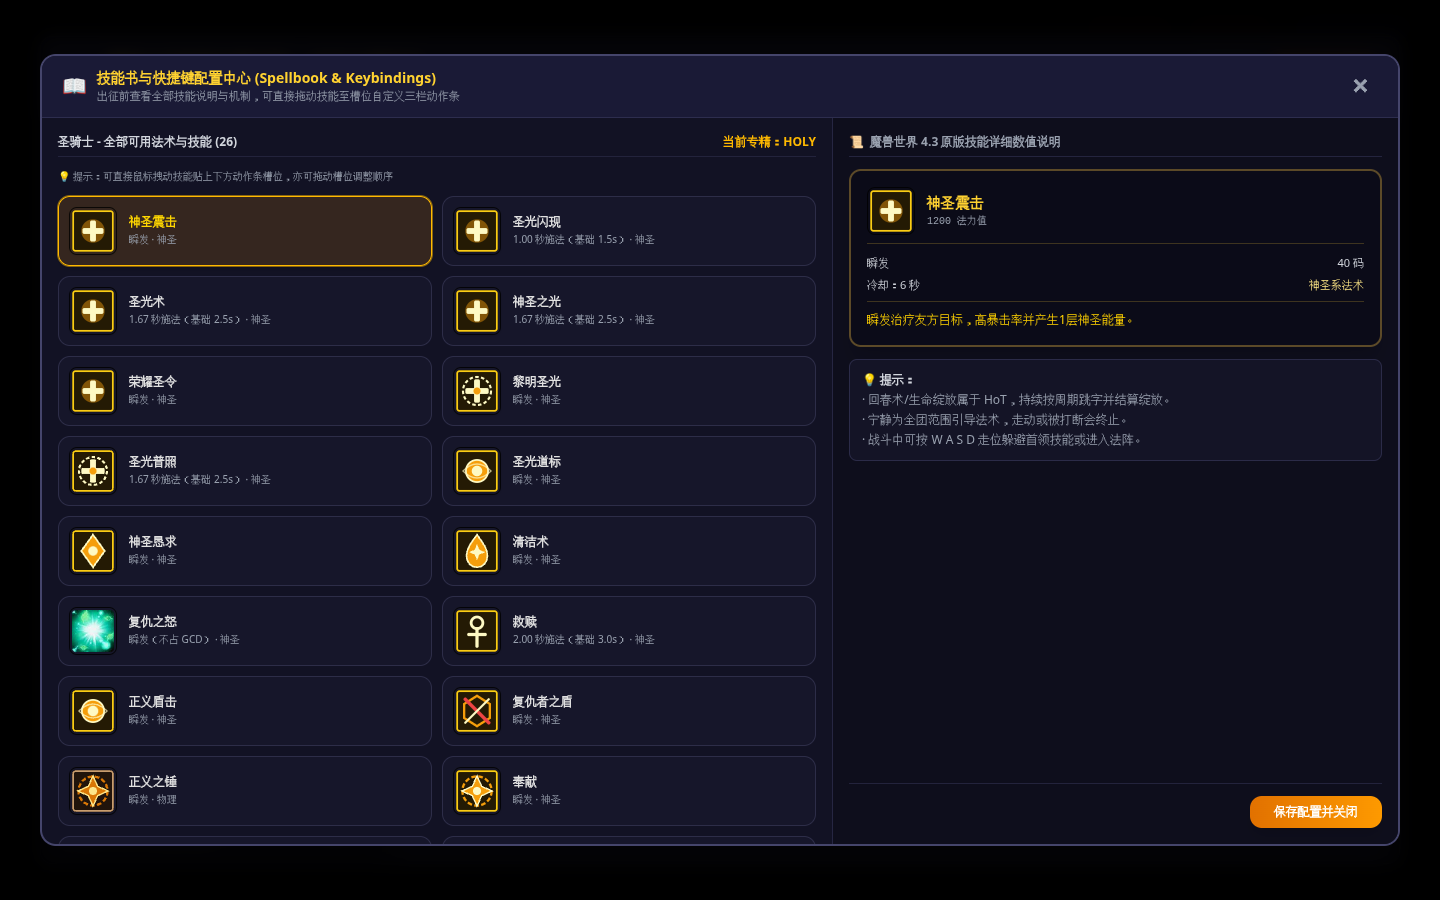 技能书与快捷键配置中心 (Spellbook & Keybindings)
出征前查看全部技能说明与机制，可直接拖动技能至槽位自定义三栏动作条
圣骑士 - 全部可用法术与技能 (26)
当前专精：HOLY
提示：可直接鼠标拽动技能贴上下方动作条槽位，亦可拖动槽位调整顺序
神圣震击
瞬发 · 神圣
圣光闪现
1.00 秒施法（基础 1.5s） · 神圣
圣光术
1.67 秒施法（基础 2.5s） · 神圣
神圣之光
1.67 秒施法（基础 2.5s） · 神圣
荣耀圣令
瞬发 · 神圣
黎明圣光
瞬发 · 神圣
圣光普照
1.67 秒施法（基础 2.5s） · 神圣
圣光道标
瞬发 · 神圣
神圣恳求
瞬发 · 神圣
清洁术
瞬发 · 神圣
复仇之怒
瞬发（不占 GCD） · 神圣
救赎
2.00 秒施法（基础 3.0s） · 神圣
正义盾击
瞬发 · 神圣
复仇者之盾
瞬发 · 神圣
正义之锤
瞬发 · 物理
奉献
瞬发 · 神圣
魔兽世界 4.3 原版技能详细数值说明
神圣震击
1200 法力值
瞬发
40 码
冷却：6 秒
神圣系法术
瞬发治疗友方目标，高暴击率并产生1层神圣能量。
提示：
· 回春术/生命绽放属于 HoT，持续按周期跳字并结算绽放。
· 宁静为全团范围引导法术，走动或被打断会终止。
· 战斗中可按 W A S D 走位躲避首领技能或进入法阵。
保存配置并关闭